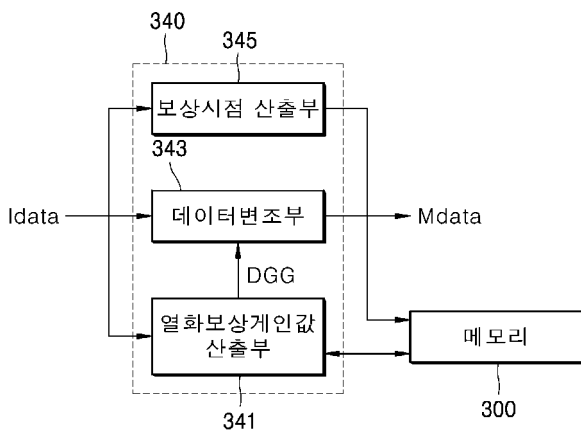 340
345
보상시점 산출부
343
Idata
데이터변조부
Mdata
DGG
열화보상게인값
산출부
메모리
341
300